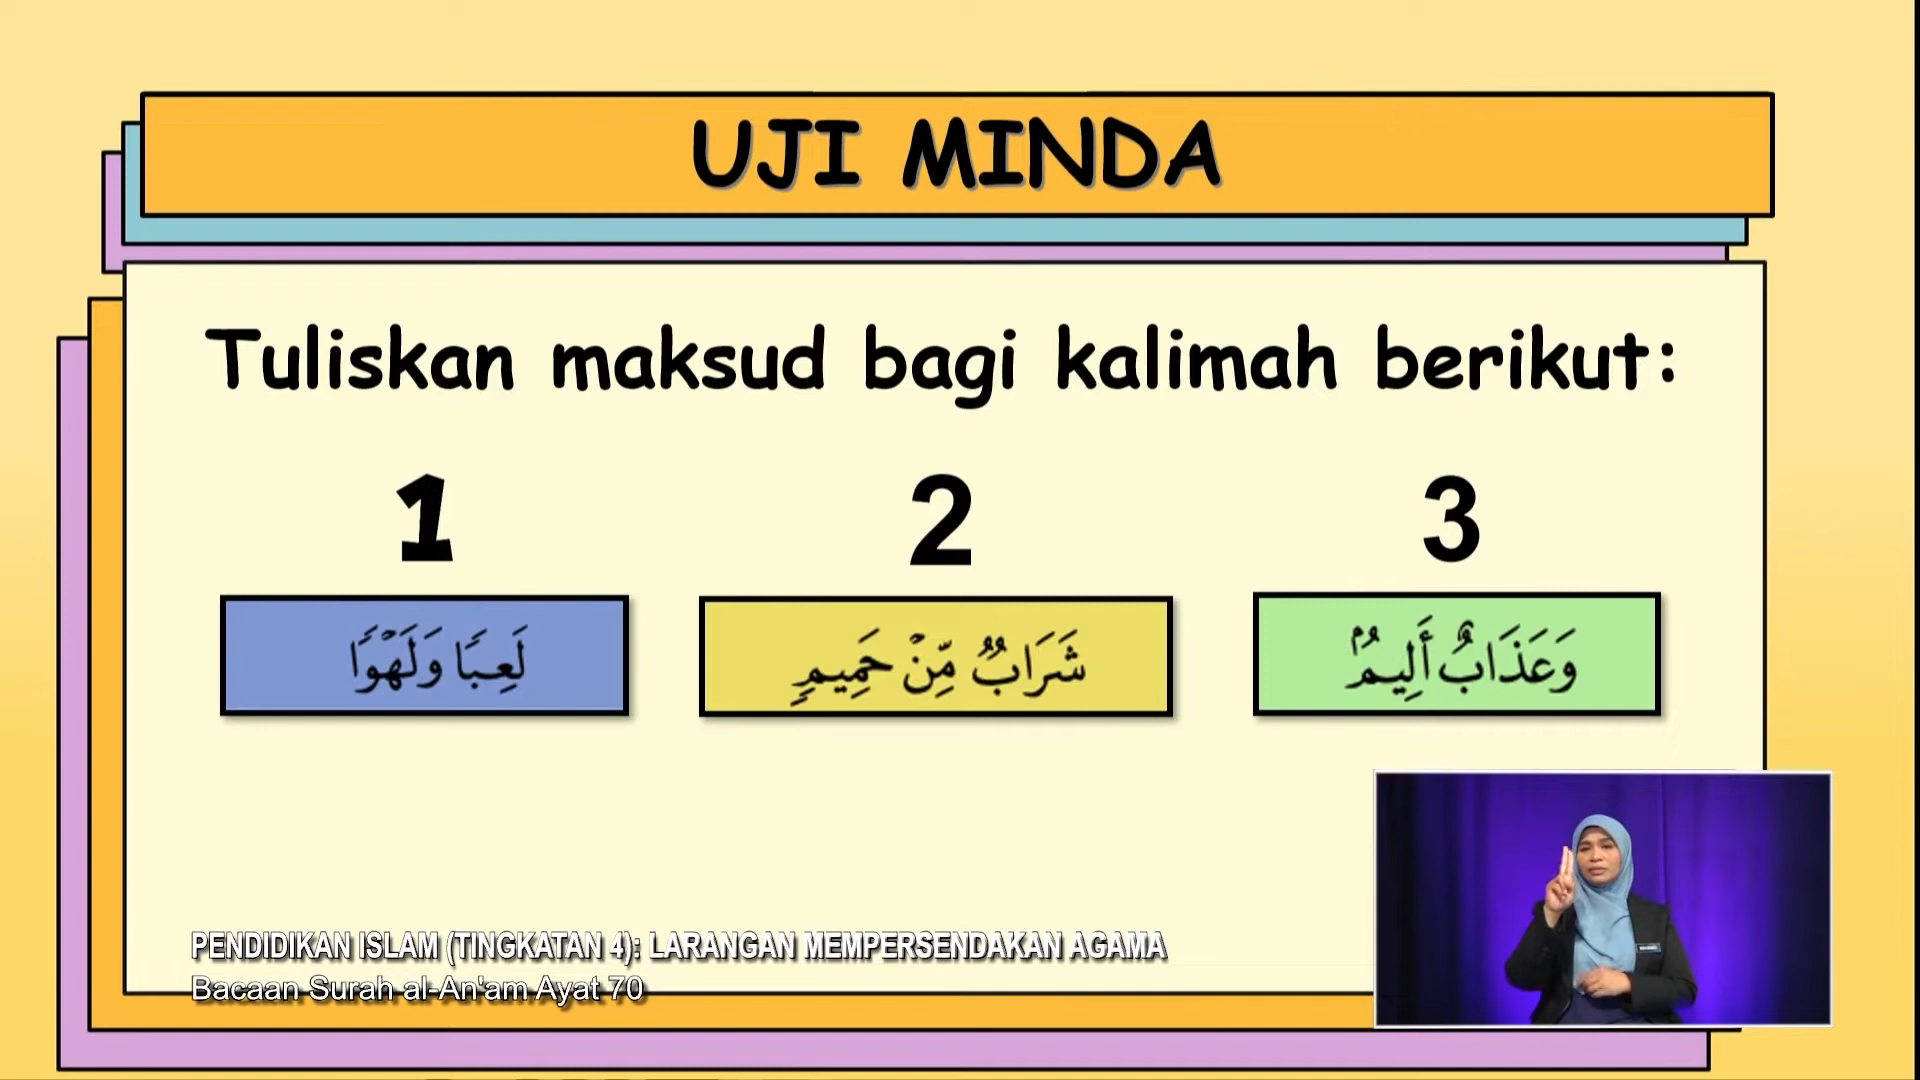 UJI MINDA
Tuliskan maksud bagi kalimah berikut:
1 2 3
لَعِبًا وَلَهْوًا
شَرَابٌ مِّنْ حَمِيمٍ
وَعَذَابٌ أَلِيمٌ
PENDIDIKAN ISLAM (TINGKATAN 4): LARANGAN MEMPERSENDAKAN AGAMA
Bacaan Surah al-An'am Ayat 70